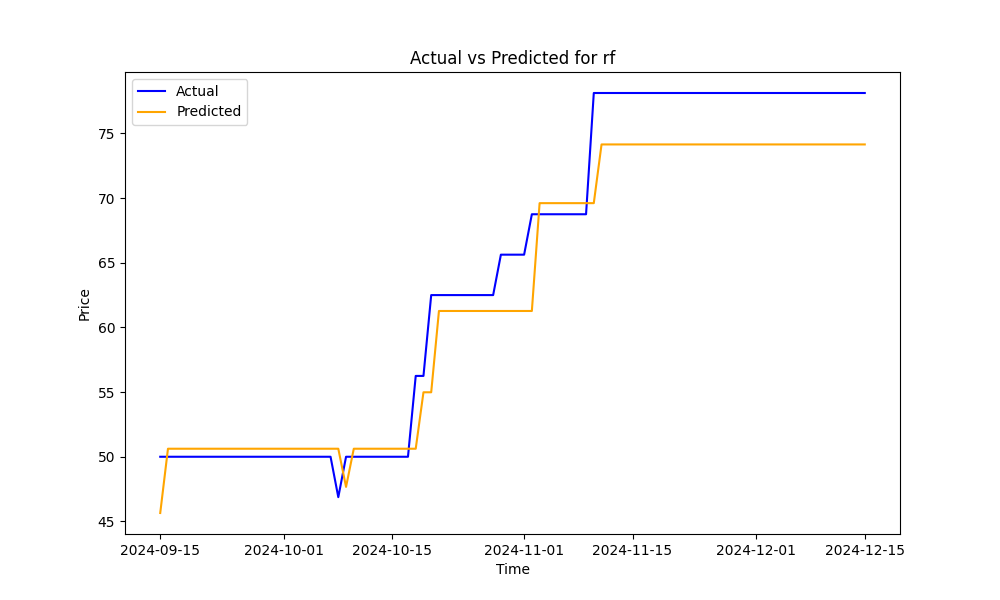 Actual vs Predicted for rf
Actual
Predicted
Price
75
70
65
60
55
50
45
2024-09-15
2024-10-01
2024-10-15
2024-11-01
2024-11-15
2024-12-01
2024-12-15
Time